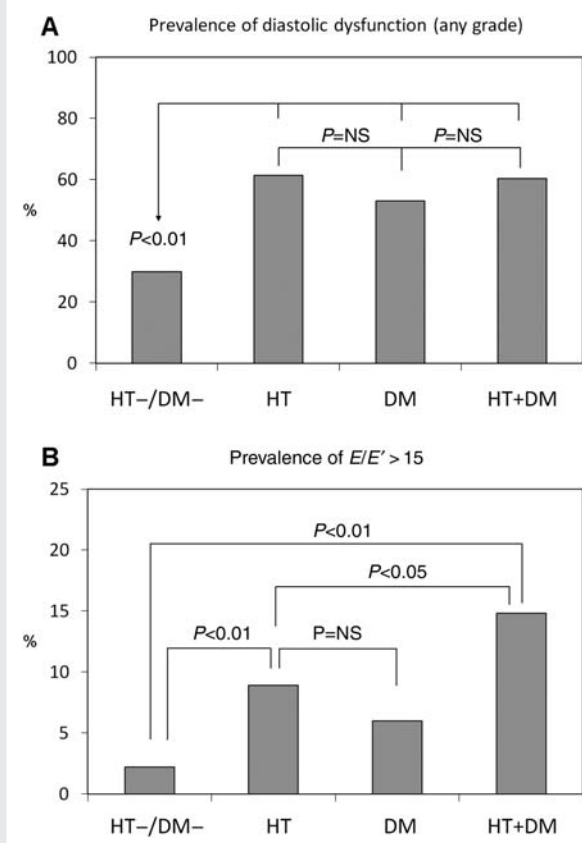 A Prevalence of diastolic dysfunction (any grade)
100
80
P=NS P=NS
60
%
40 P<0.01
20
0
HT−/DM− HT DM HT+DM
B Prevalence of E/E′ > 15
25
P<0.01
20
P<0.05
15
%
P<0.01 P=NS
10
5
0
HT−/DM− HT DM HT+DM